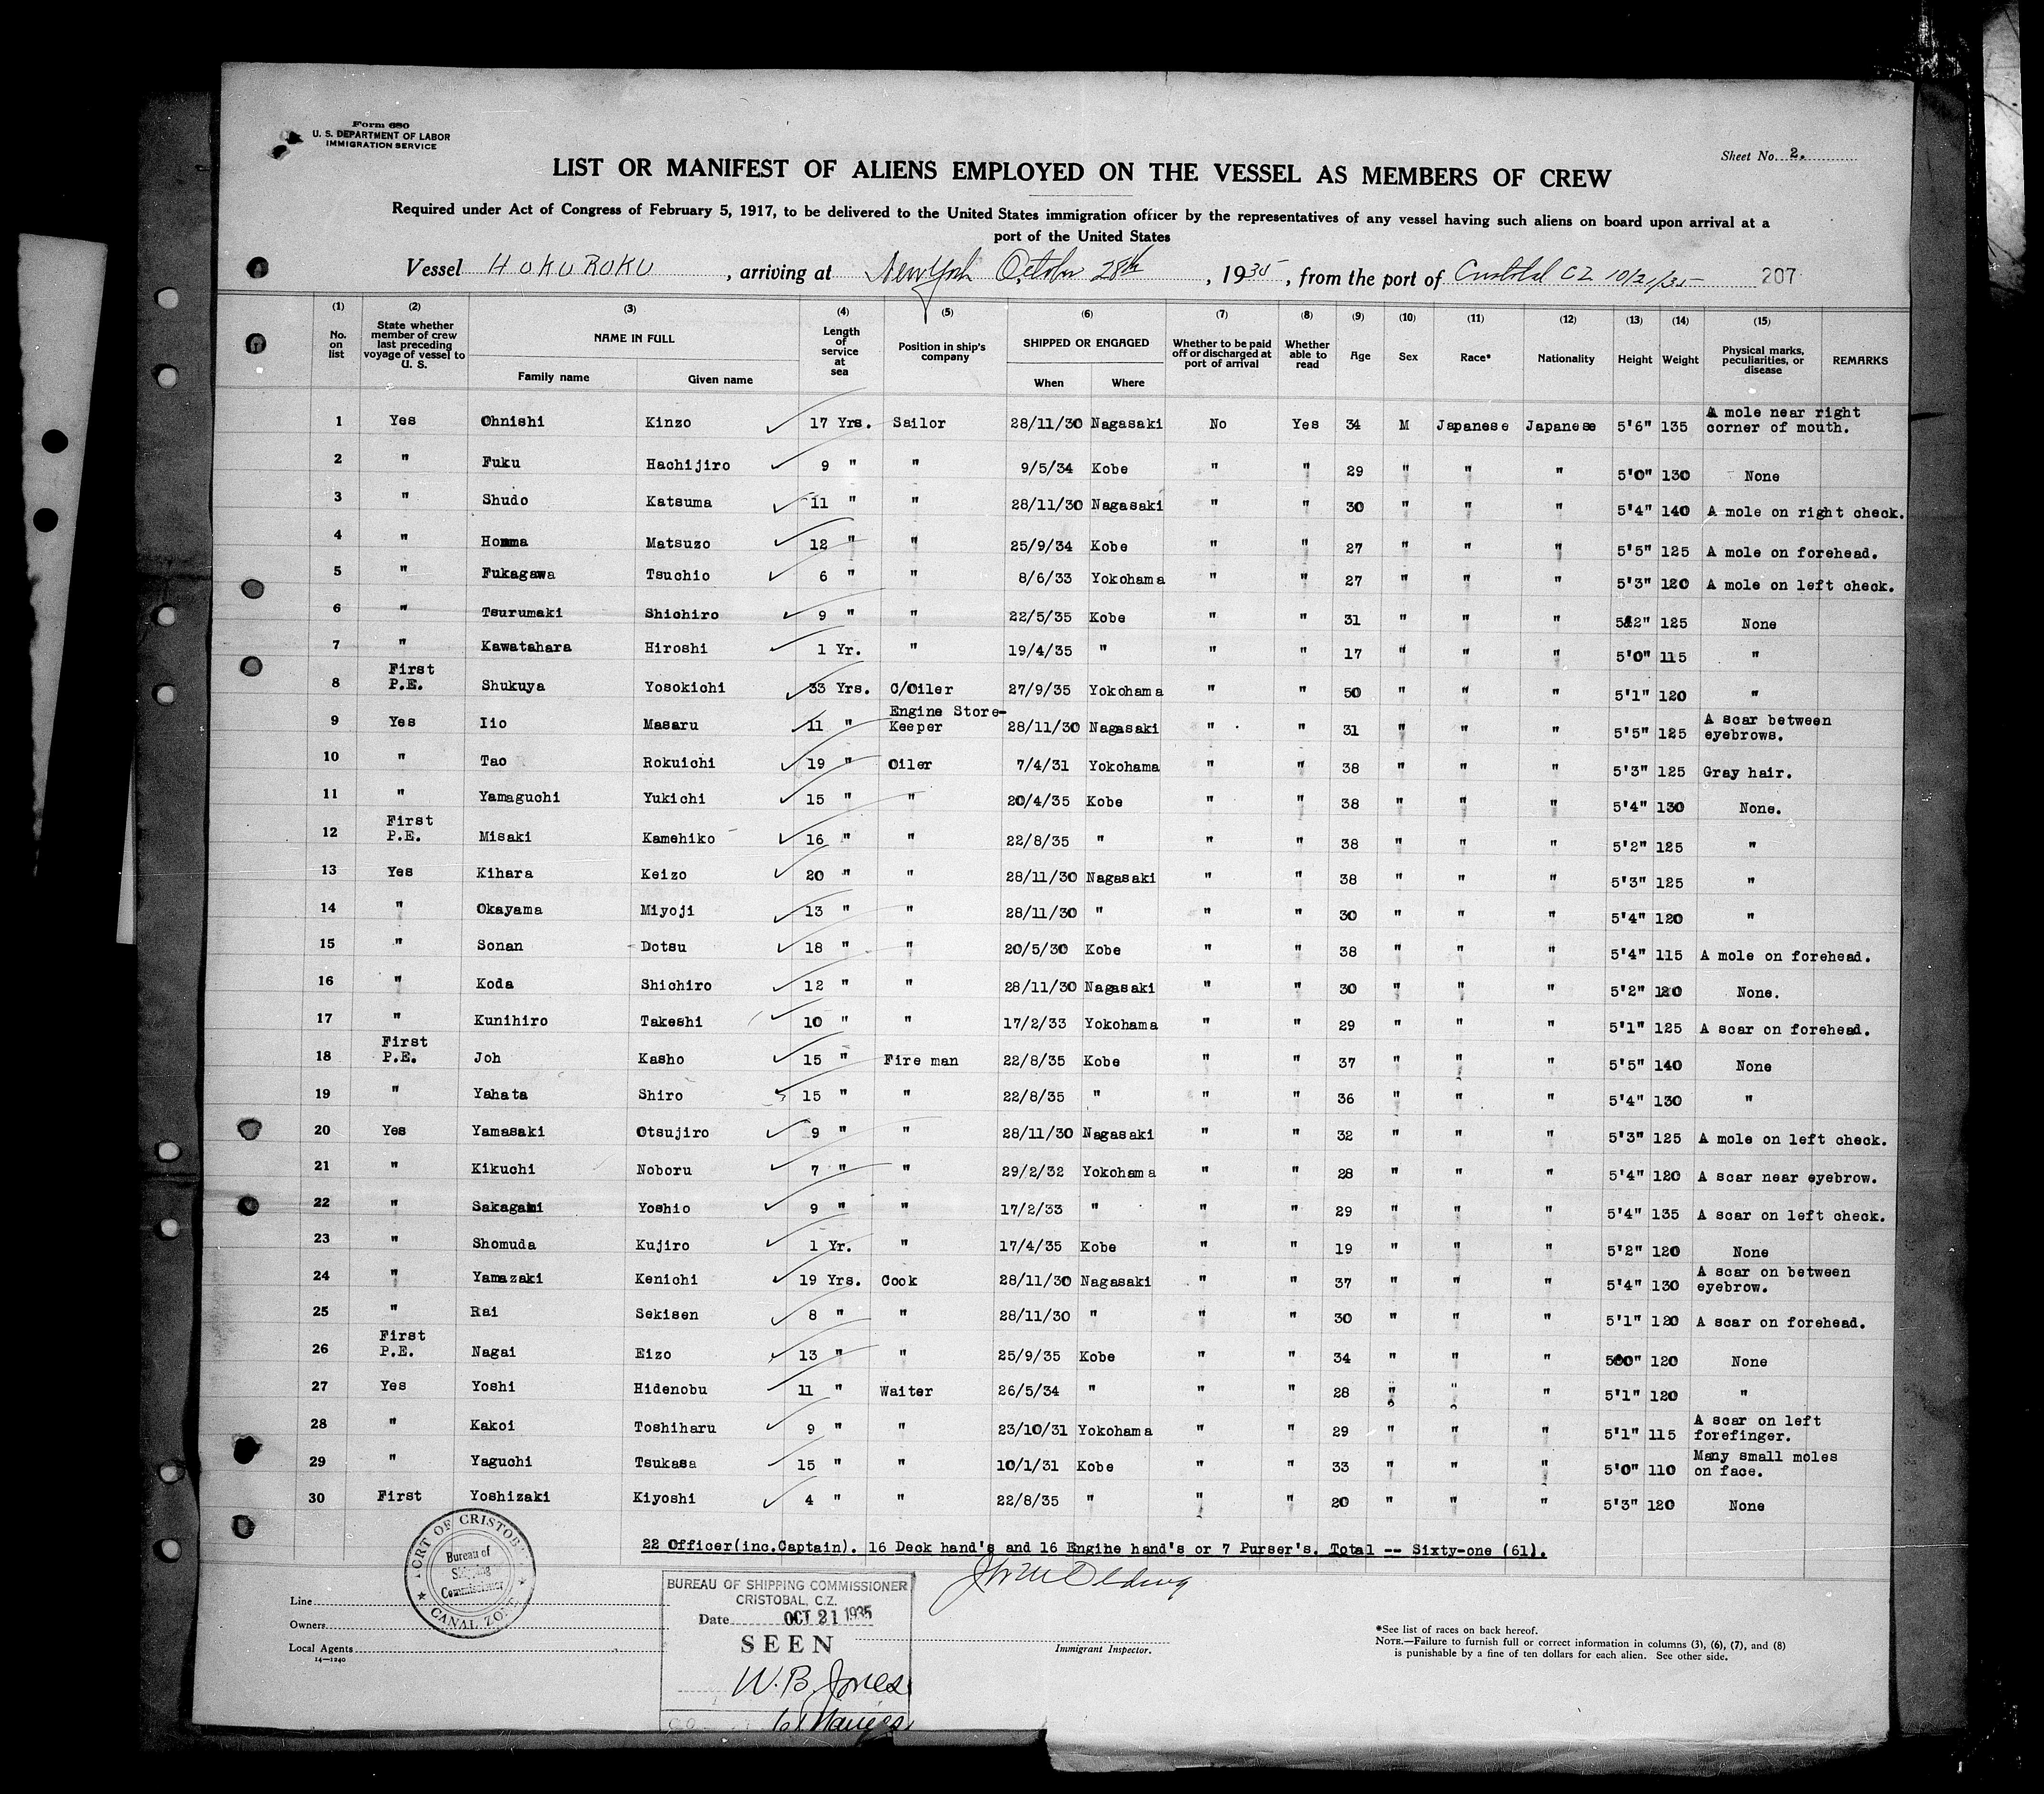 Form 680
U. S. DEPARTMENT OF LABOR
IMMIGRATION SERVICE
Sheet No. 2.
LIST OR MANIFEST OF ALIENS EMPLOYED ON THE VESSEL AS MEMBERS OF CREW
Required under Act of Congress of February 5, 1917, to be delivered to the United States immigration officer by the representatives of any vessel having such aliens on board upon arrival at a
port of the United States
Vessel HOKUROKU, arriving at New York October 28th, 1935, from the port of Cristobal CZ 10/21/35 207
(1) No. on list (2) State whether member of crew last preceding voyage of vessel to U. S. (3) NAME IN FULL Family name Given name (4) Length of service at sea (5) Position in ship's company (6) SHIPPED OR ENGAGED When Where (7) Whether to be paid off or discharged at port of arrival (8) Whether able to read (9) Age (10) Sex (11) Race* (12) Nationality (13) Height (14) Weight (15) Physical marks, peculiarities, or disease REMARKS
1 Yes Ohnishi Kinzo 17 Yrs. Sailor 28/11/30 Nagasaki No Yes 34 M Japanese Japanese 5'6" 135 A mole near right corner of mouth.
2 " Fuku Hachijiro 9 " " 9/5/34 Kobe " " 29 " " " 5'0" 130 None
3 " Shudo Katsuma 11 " " 28/11/30 Nagasaki " " 30 " " " 5'4" 140 A mole on right check.
4 " Homma Matsuzo 12 " " 25/9/34 Kobe " " 27 " " " 5'5" 125 A mole on forehead.
5 " Fukagawa Tsuchio 6 " " 8/6/33 Yokohama " " 27 " " " 5'3" 120 A mole on left check.
6 " Tsurumaki Shichiro 9 " " 22/5/35 Kobe " " 31 " " " 5'2" 125 None
7 " Kawatahara Hiroshi 1 Yr. " 19/4/35 " " " 17 " " " 5'0" 115 "
8 First P.E. Shukuya Yosokichi 33 Yrs. C/Oiler 27/9/35 Yokohama " " 50 " " " 5'1" 120 "
9 Yes Iio Masaru 11 " Engine Store-Keeper 28/11/30 Nagasaki " " 31 " " " 5'5" 125 A scar between eyebrows.
10 " Tao Rokuichi 19 " Oiler 7/4/31 Yokohama " " 38 " " " 5'3" 125 Gray hair.
11 " Yamaguchi Yukichi 15 " " 20/4/35 Kobe " " 38 " " " 5'4" 130 None.
12 First P.E. Misaki Kamehiko 16 " " 22/8/35 " " " 38 " " " 5'2" 125 "
13 Yes Kihara Keizo 20 " " 28/11/30 Nagasaki " " 38 " " " 5'3" 125 "
14 " Okayama Miyoji 13 " " 28/11/30 " " " 30 " " " 5'4" 120 "
15 " Sonan Dotsu 18 " " 20/5/30 Kobe " " 38 " " " 5'4" 115 A mole on forehead.
16 " Koda Shichiro 12 " " 28/11/30 Nagasaki " " 30 " " " 5'2" 120 None.
17 " Kunihiro Takeshi 10 " " 17/2/33 Yokohama " " 29 " " " 5'1" 125 A scar on forehead.
18 First P.E. Joh Kasho 15 " Fire man 22/8/35 Kobe " " 37 " " " 5'5" 140 None
19 " Yahata Shiro 15 " " 22/8/35 " " " 36 " " " 5'4" 130 "
20 Yes Yamasaki Otsujiro 9 " " 28/11/30 Nagasaki " " 32 " " " 5'3" 125 A mole on left check.
21 " Kikuchi Noboru 7 " " 29/2/32 Yokohama " " 28 " " " 5'4" 120 A scar near eyebrow.
22 " Sakagami Yoshio 9 " " 17/2/33 " " " 29 " " " 5'4" 135 A scar on left check.
23 " Shomuda Kujiro 1 Yr. " 17/4/35 Kobe " " 19 " " " 5'2" 120 None
24 " Yamazaki Kenichi 19 Yrs. Cook 28/11/30 Nagasaki " " 37 " " " 5'4" 130 A scar on between eyebrow.
25 " Rai Sekisen 8 " " 28/11/30 " " " 30 " " " 5'1" 120 A scar on forehead.
26 First P.E. Nagai Eizo 13 " " 25/9/35 Kobe " " 34 " " " 5'0" 120 None
27 Yes Yoshi Hidenobu 11 " Waiter 26/5/34 " " " 28 " " " 5'1" 120 "
28 " Kakoi Toshiharu 9 " " 23/10/31 Yokohama " " 29 " " " 5'1" 115 A scar on left forefinger.
29 " Yaguchi Tsukasa 15 " " 10/1/31 Kobe " " 33 " " " 5'0" 110 Many small moles on face.
30 First Yoshizaki Kiyoshi 4 " " 22/8/35 " " " 20 " " " 5'3" 120 None
22 Officer(inc.Captain). 16 Deck hand's and 16 Engine hand's or 7 Purser's. Total -- Sixty-one (61).
PORT OF CRISTOBAL
Bureau of
Shipping
Commissioner
CANAL ZONE
BUREAU OF SHIPPING COMMISSIONER
CRISTOBAL, C.Z.
Date OCT 21 1935
SEEN
W. B. Jones
61 Names
Line
Owners
Local Agents
14—1240
Immigrant Inspector.
*See list of races on back hereof.
NOTE.—Failure to furnish full or correct information in columns (3), (6), (7), and (8)
is punishable by a fine of ten dollars for each alien. See other side.